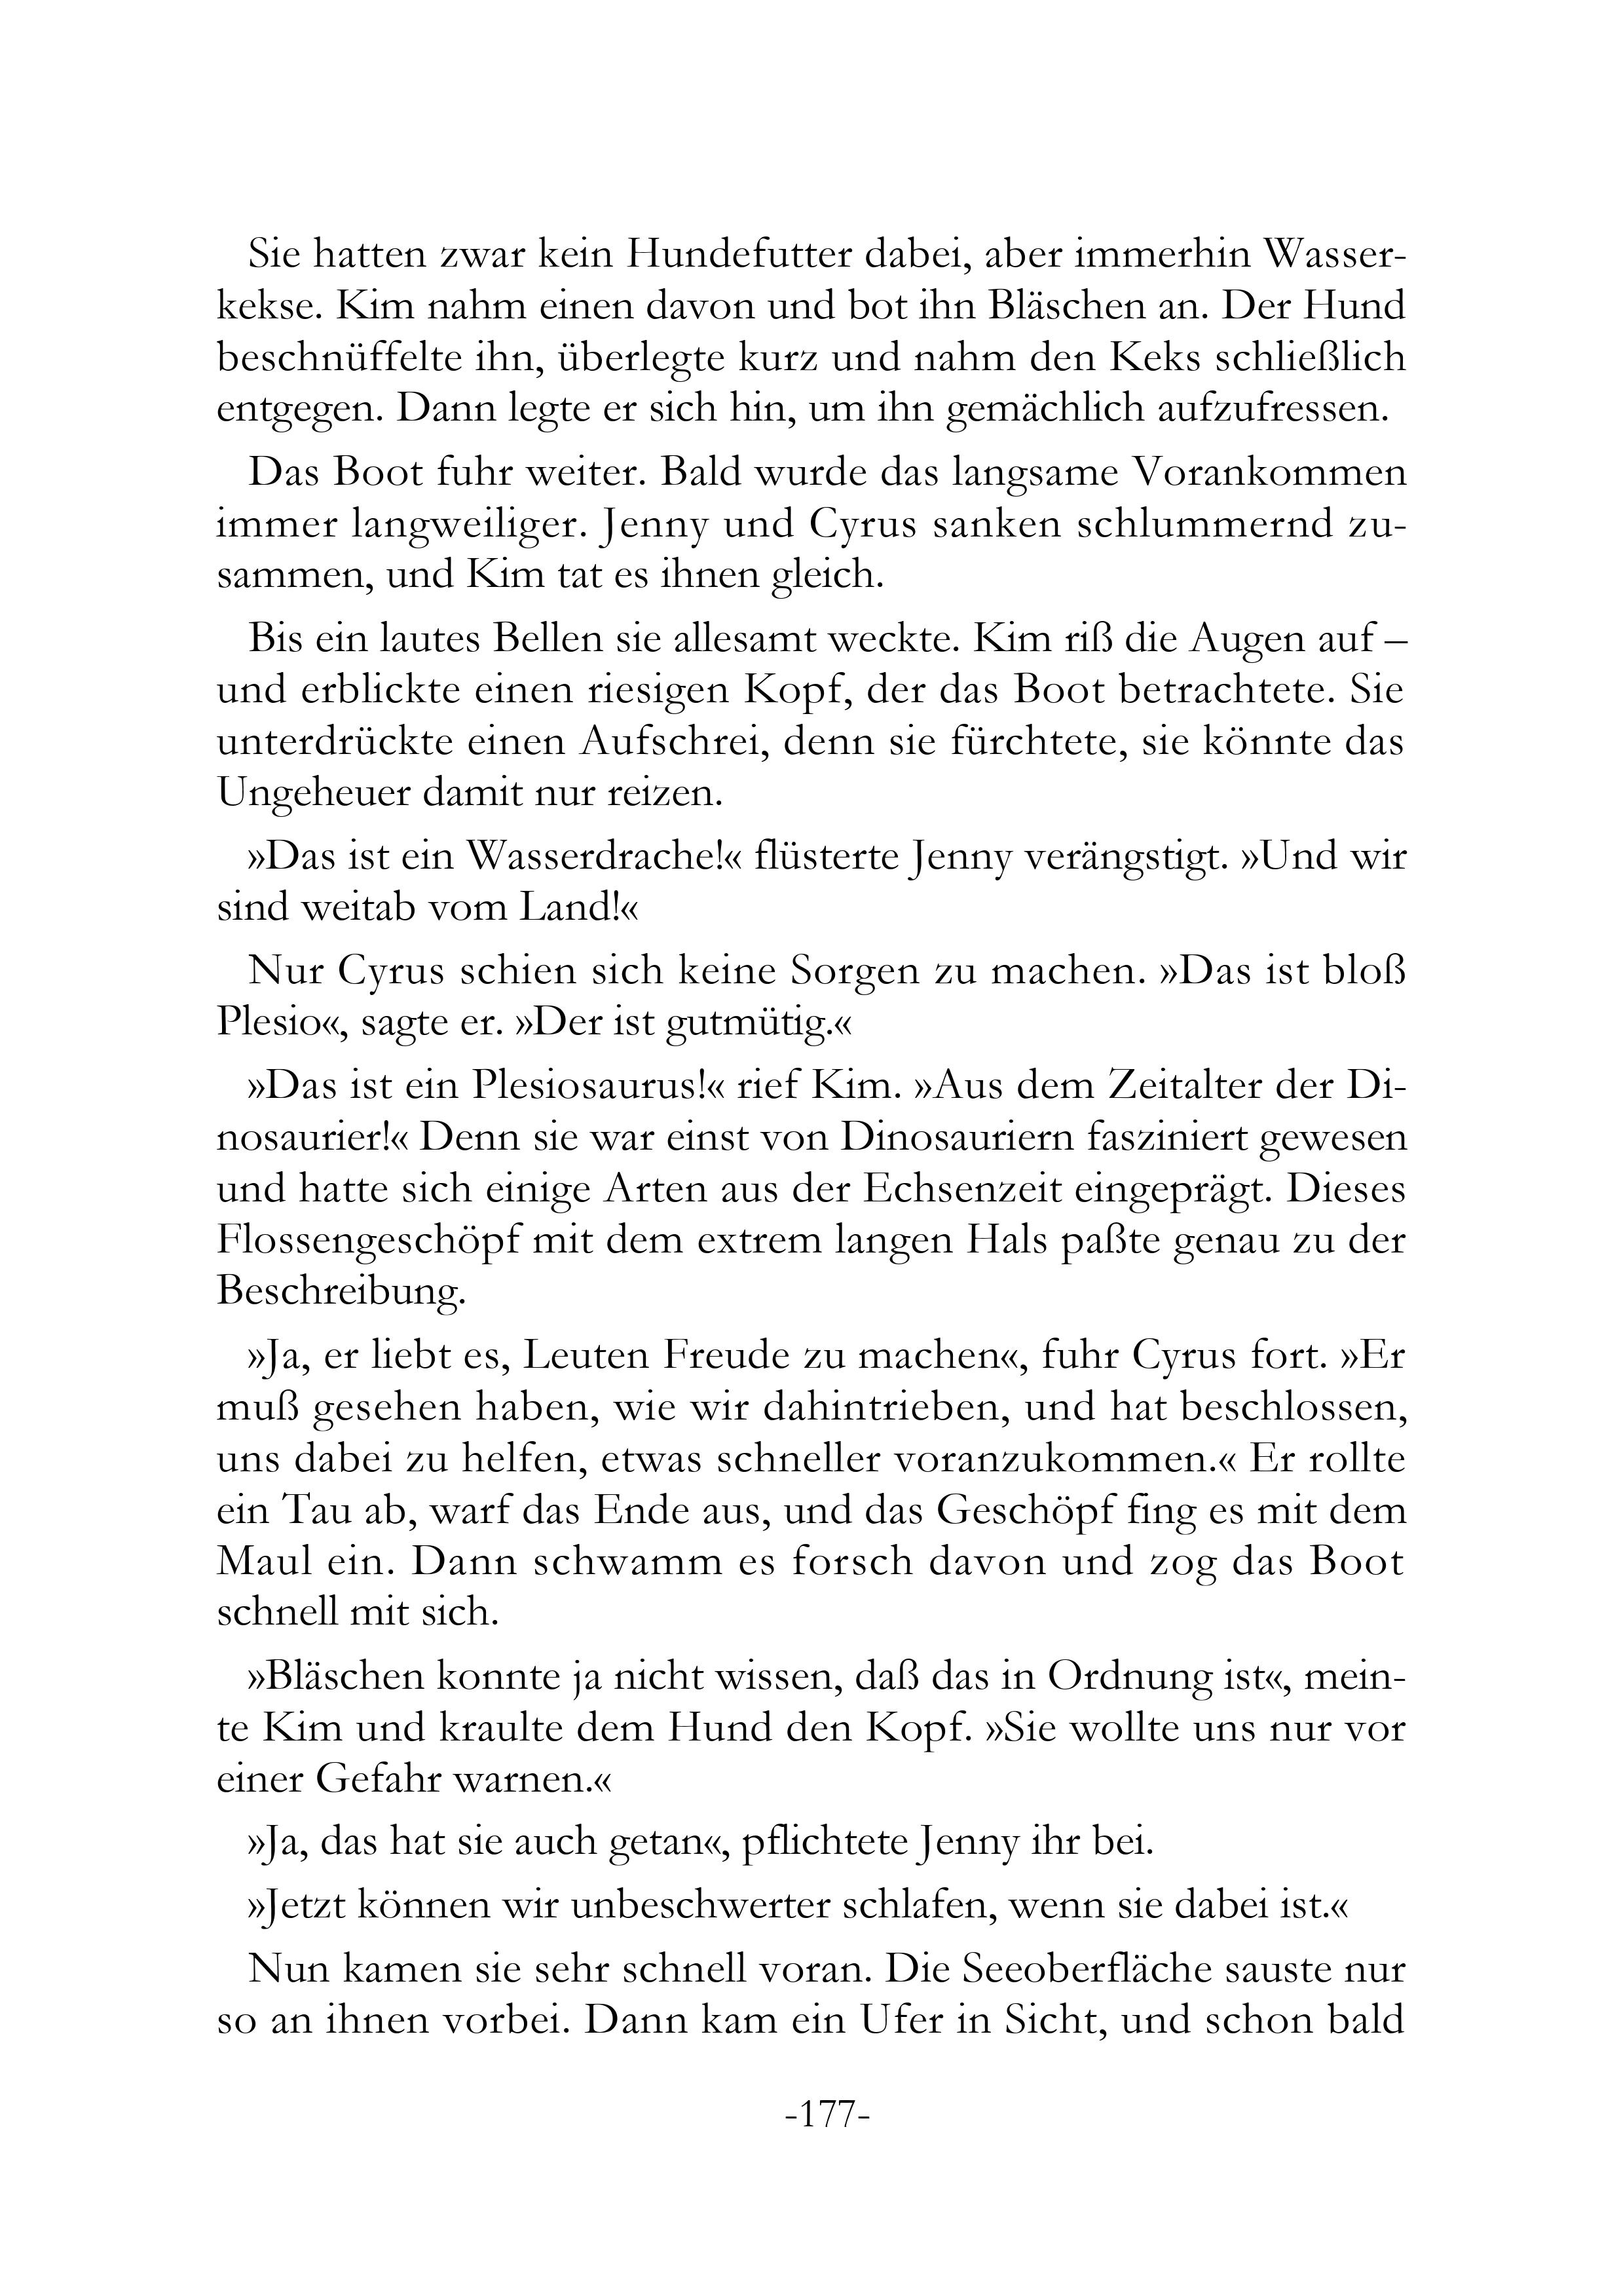 Sie hatten zwar kein Hundefutter dabei, aber immerhin Wasser-
kekse. Kim nahm einen davon und bot ihn Bläschen an. Der Hund
beschnüffelte ihn, überlegte kurz und nahm den Keks schließlich
entgegen. Dann legte er sich hin, um ihn gemächlich aufzufressen.
Das Boot fuhr weiter. Bald wurde das langsame Vorankommen
immer langweiliger. Jenny und Cyrus sanken schlummernd zu-
sammen, und Kim tat es ihnen gleich.
Bis ein lautes Bellen sie allesamt weckte. Kim riß die Augen auf –
und erblickte einen riesigen Kopf, der das Boot betrachtete. Sie
unterdrückte einen Aufschrei, denn sie fürchtete, sie könnte das
Ungeheuer damit nur reizen.
»Das ist ein Wasserdrache!« flüsterte Jenny verängstigt. »Und wir
sind weitab vom Land!«
Nur Cyrus schien sich keine Sorgen zu machen. »Das ist bloß
Plesio«, sagte er. »Der ist gutmütig.«
»Das ist ein Plesiosaurus!« rief Kim. »Aus dem Zeitalter der Di-
nosaurier!« Denn sie war einst von Dinosauriern fasziniert gewesen
und hatte sich einige Arten aus der Echsenzeit eingeprägt. Dieses
Flossengeschöpf mit dem extrem langen Hals paßte genau zu der
Beschreibung.
»Ja, er liebt es, Leuten Freude zu machen«, fuhr Cyrus fort. »Er
muß gesehen haben, wie wir dahintrieben, und hat beschlossen,
uns dabei zu helfen, etwas schneller voranzukommen.« Er rollte
ein Tau ab, warf das Ende aus, und das Geschöpf fing es mit dem
Maul ein. Dann schwamm es forsch davon und zog das Boot
schnell mit sich.
»Bläschen konnte ja nicht wissen, daß das in Ordnung ist«, mein-
te Kim und kraulte dem Hund den Kopf. »Sie wollte uns nur vor
einer Gefahr warnen.«
»Ja, das hat sie auch getan«, pflichtete Jenny ihr bei.
»Jetzt können wir unbeschwerter schlafen, wenn sie dabei ist.«
Nun kamen sie sehr schnell voran. Die Seeoberfläche sauste nur
so an ihnen vorbei. Dann kam ein Ufer in Sicht, und schon bald
-177-